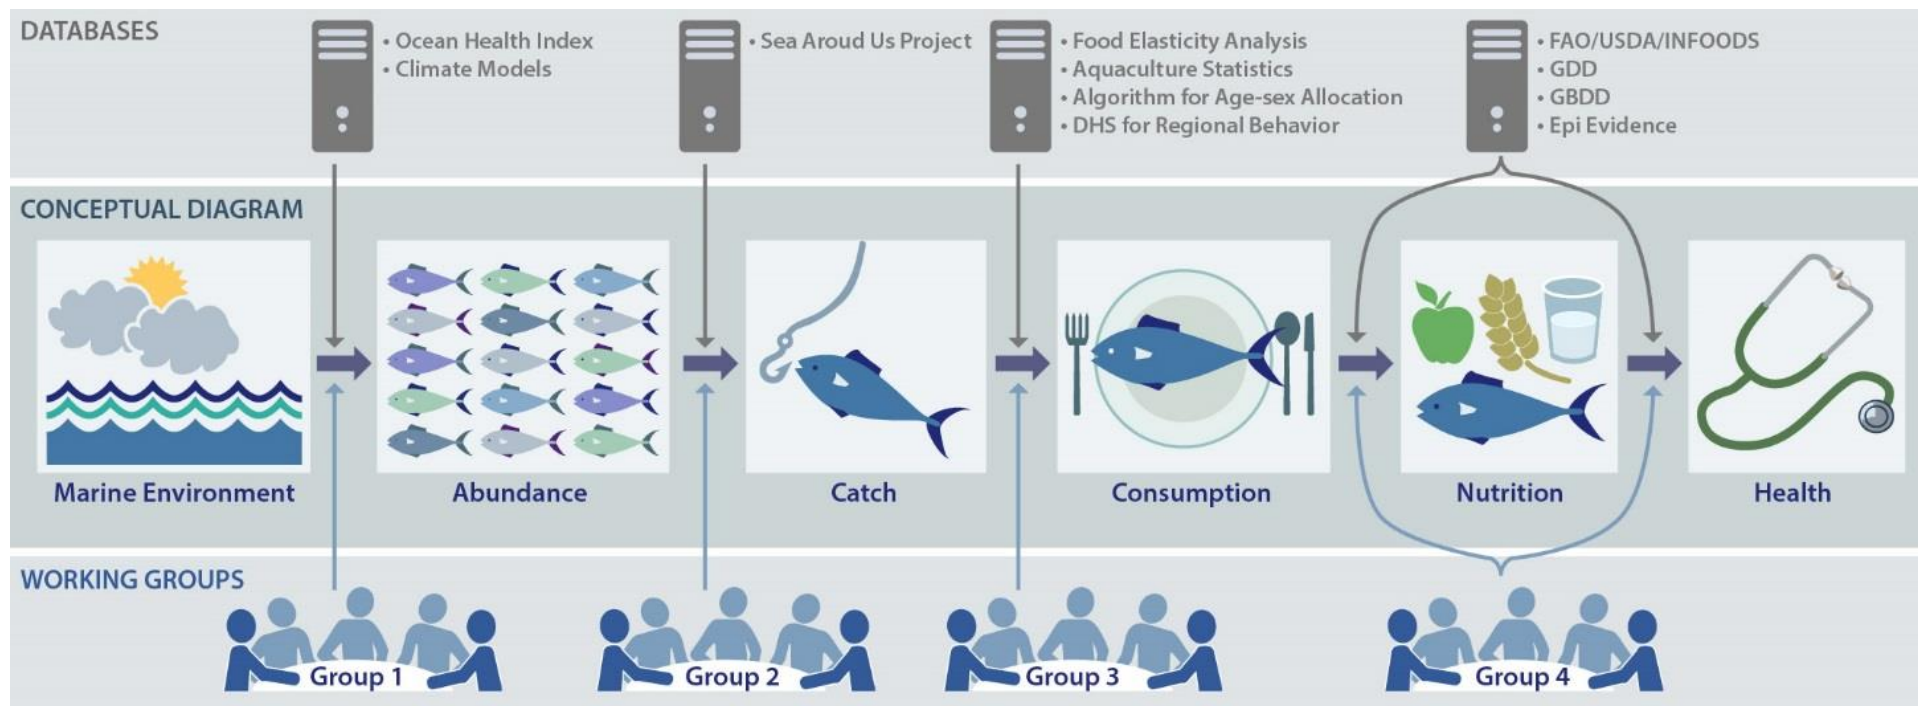 DATABASES
• Ocean Health Index
• Climate Models
• Sea Aroud Us Project
• Food Elasticity Analysis
• Aquaculture Statistics
• Algorithm for Age-sex Allocation
• DHS for Regional Behavior
• FAO/USDA/INFOODS
• GDD
• GBDD
• Epi Evidence
CONCEPTUAL DIAGRAM
Marine Environment
Abundance
Catch
Consumption
Nutrition
Health
WORKING GROUPS
Group 1
Group 2
Group 3
Group 4